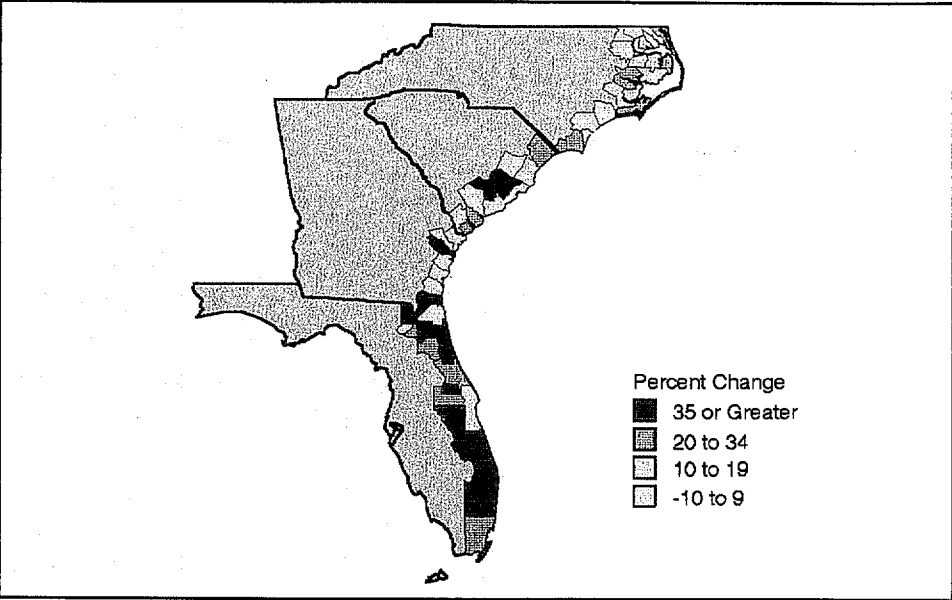 Percent Change
35 or Greater
20 to 34
10 to 19
-10 to 9